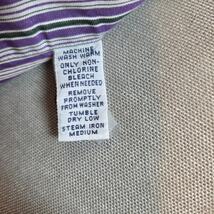 MACHINE
WASH WARM
ONLY NON-
CHLORINE
BLEACH
WHEN NEEDED
REMOVE
PROMPTLY
FROM WASHER
TUMBLE
DRY LOW
STEAM IRON
MEDIUM